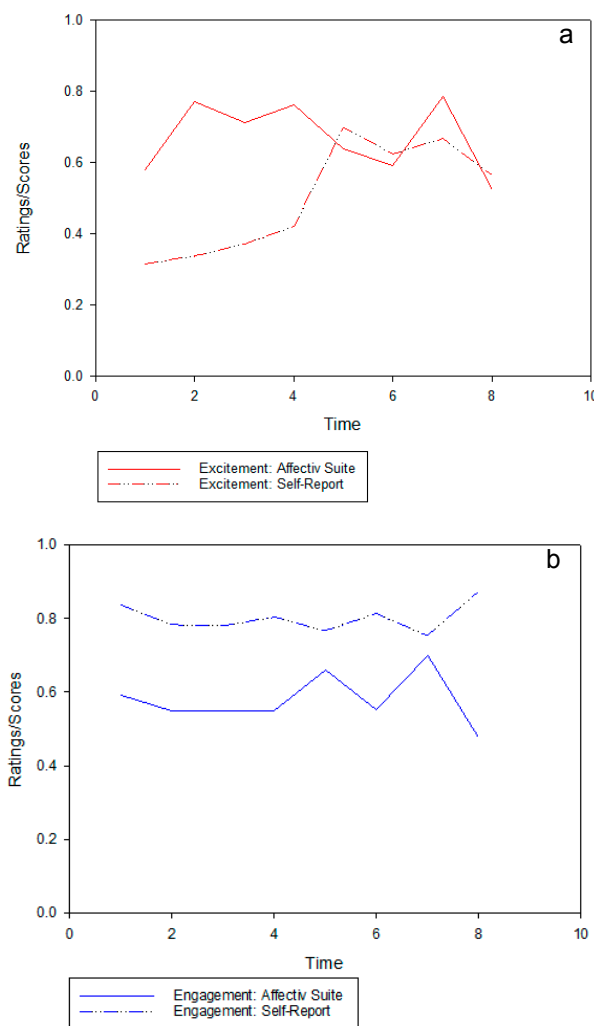 a
1.0
0.8
0.6
0.4
0.2
0.0
Ratings/Scores
0 2 4 6 8 10
Time
Excitement: Affectiv Suite
Excitement: Self-Report
b
1.0
0.8
0.6
0.4
0.2
0.0
Ratings/Scores
0 2 4 6 8 10
Time
Engagement: Affectiv Suite
Engagement: Self-Report